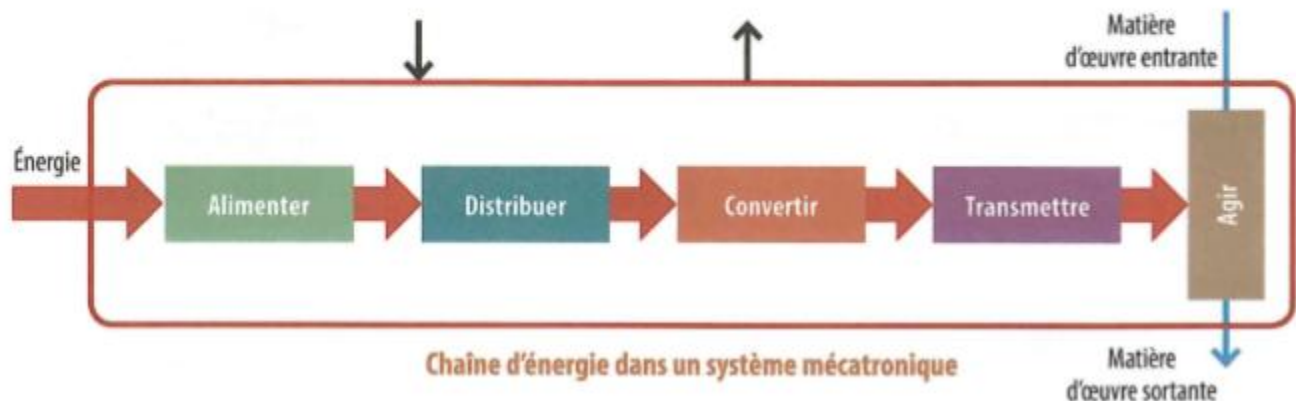 Matière
d'œuvre entrante
Énergie
Alimenter
Distribuer
Convertir
Transmettre
Agir
Chaîne d'énergie dans un système mécatronique
Matière
d'œuvre sortante